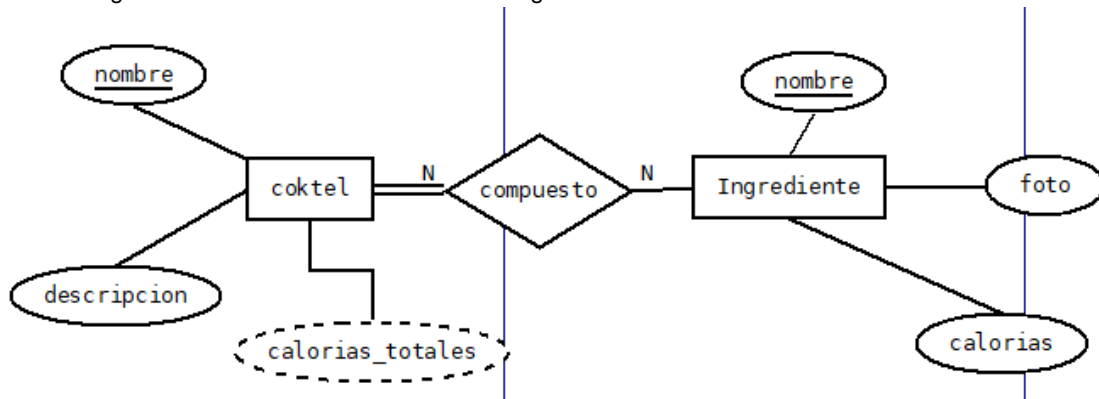 nombre
nombre
N
N
coktel
compuesto
Ingrediente
foto
descripcion
calorias_totales
calorias